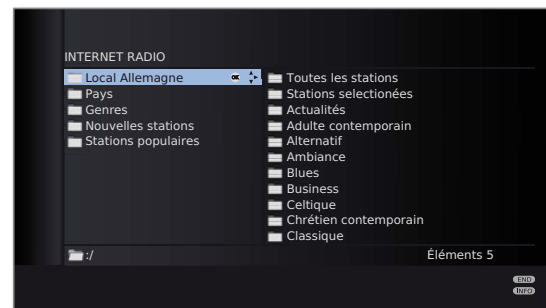 INTERNET RADIO
Local Allemagne OK
Pays
Genres
Nouvelles stations
Stations populaires
Toutes les stations
Stations selectionées
Actualités
Adulte contemporain
Alternatif
Ambiance
Blues
Business
Celtique
Chrétien contemporain
Classique
:/
Éléments 5
END
INFO